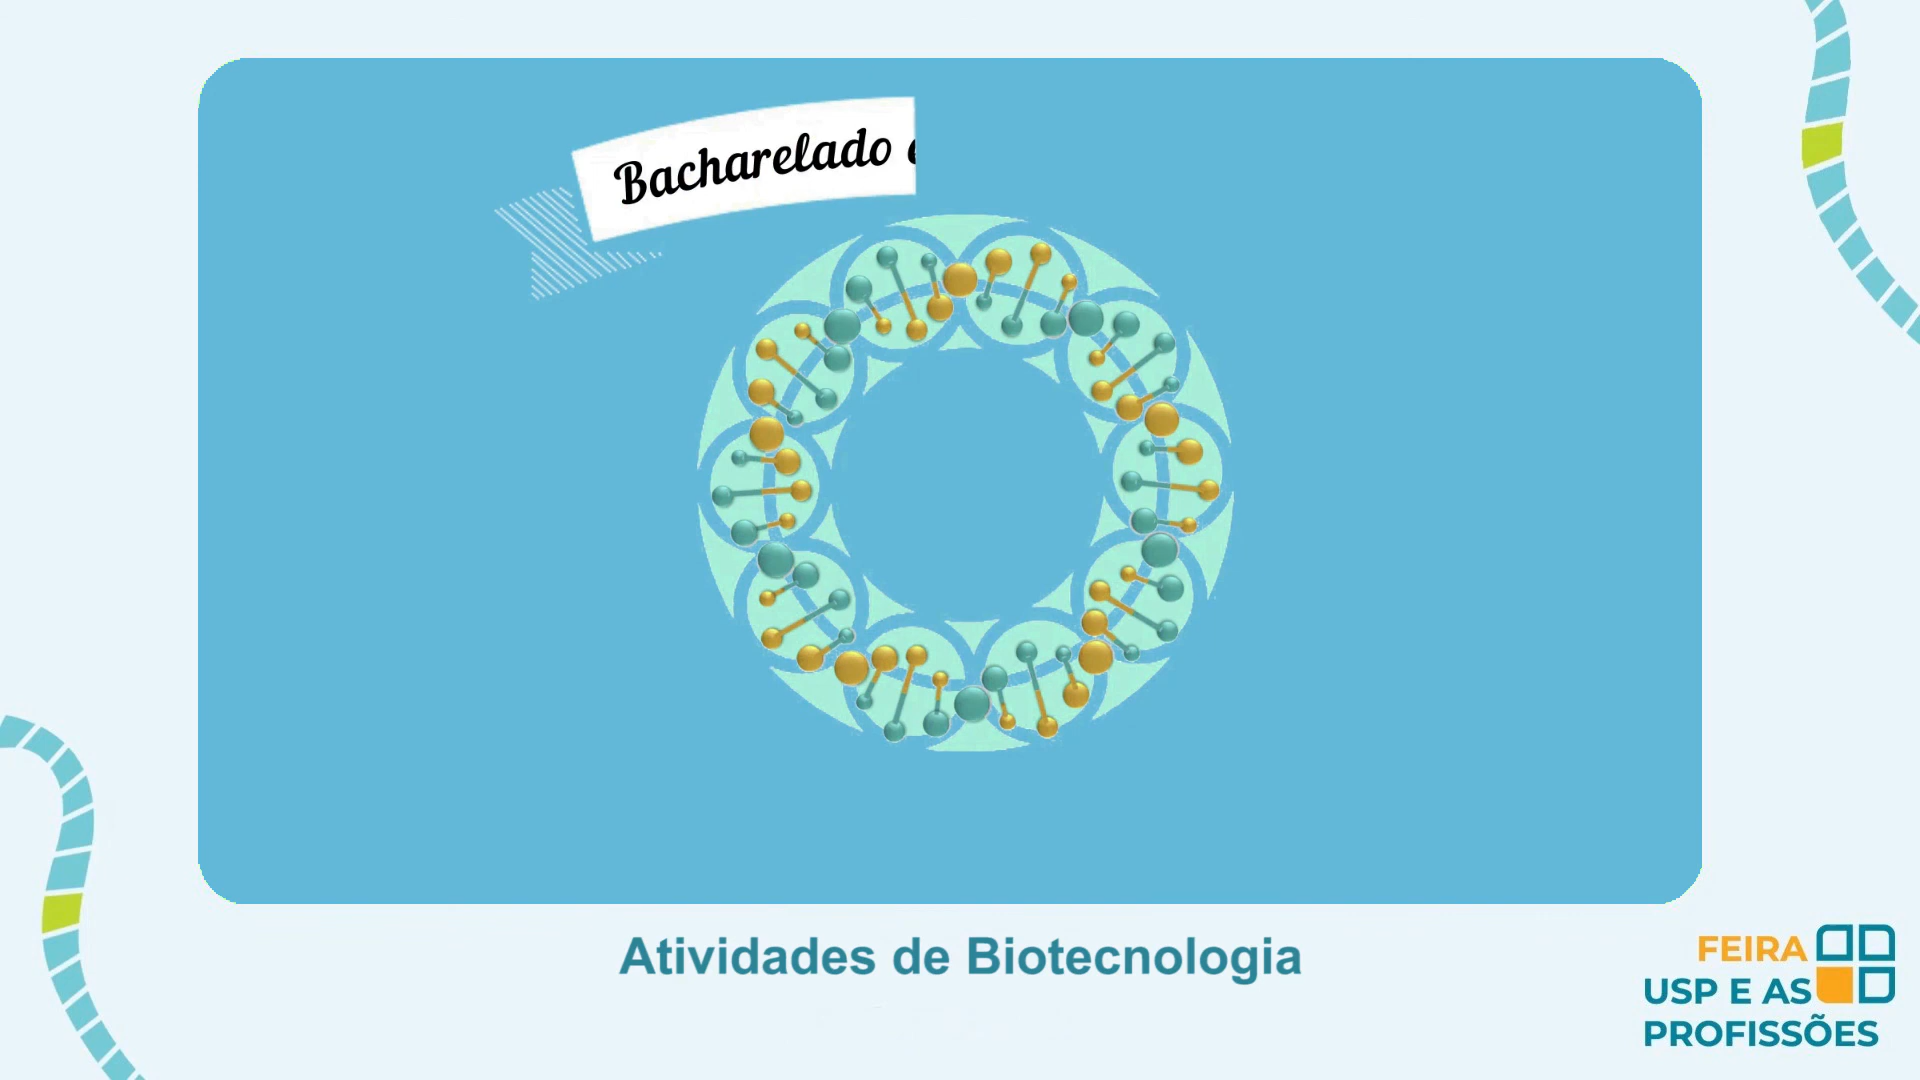 Bacharelado
Atividades de Biotecnologia
FEIRA
USP E AS
PROFISSÕES